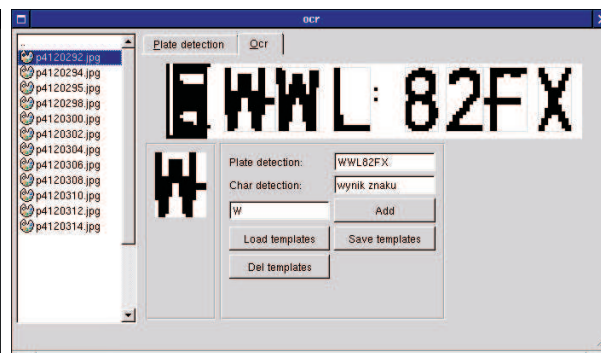 ocr
..
p4120292.jpg
p4120294.jpg
p4120295.jpg
p4120298.jpg
p4120300.jpg
p4120302.jpg
p4120304.jpg
p4120306.jpg
p4120308.jpg
p4120310.jpg
p4120312.jpg
p4120314.jpg
Plate detection Ocr
WWL: 82FX
W
Plate detection: WWL82FX
Char detection: wynik znaku
W Add
Load templates Save templates
Del templates